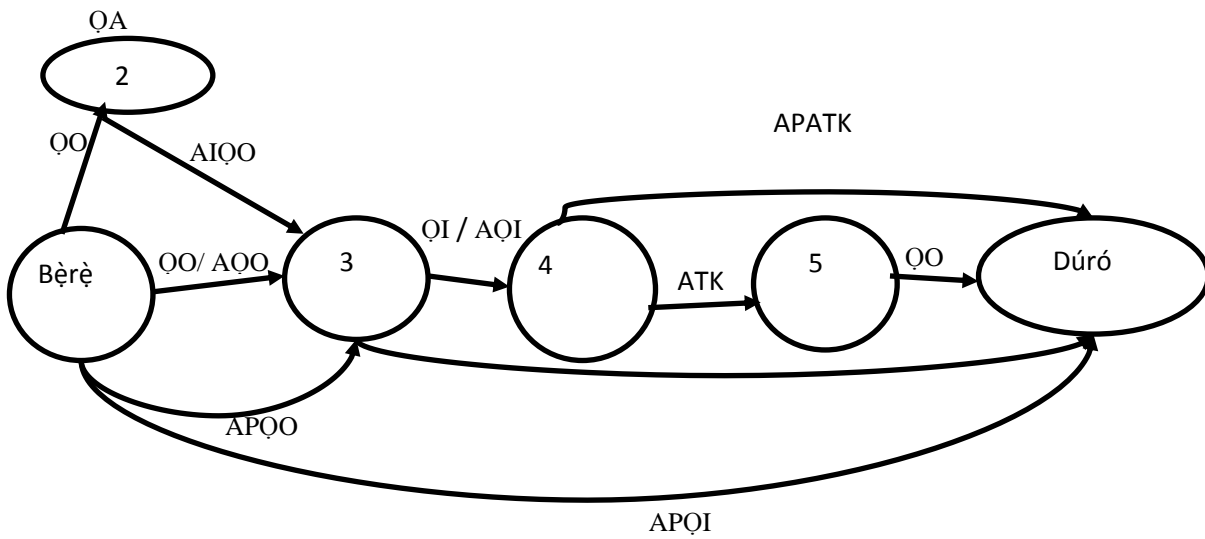 ỌA
2
APATK
ỌO
AIỌO
ỌI / AỌI
Bẹ̀rẹ̀
ỌO/ AỌO
3
4
ATK
5
ỌO
Dúró
APỌO
APỌI